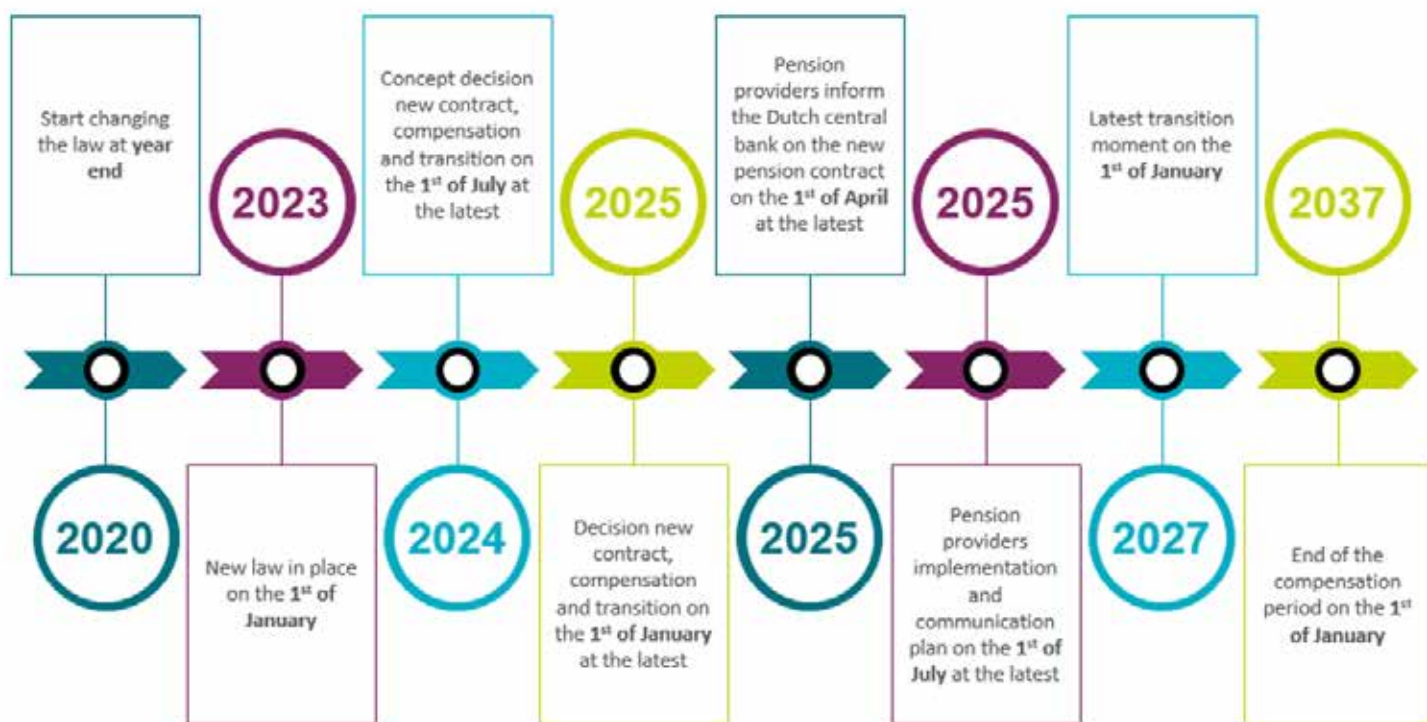 Start changing
the law at year
end
2020
2023
New law in place
on the 1st of
January
Concept decision
new contract,
compensation
and transition on
the 1st of July at
the latest
2024
2025
Decision new
contract,
compensation
and transition on
the 1st of January
at the latest
Pension
providers inform
the Dutch central
bank on the new
pension contract
on the 1st of April
at the latest
2025
2025
Pension
providers
implementation
and
communication
plan on the 1st of
July at the latest
Latest transition
moment on the
1st of January
2027
2037
End of the
compensation
period on the 1st
of January